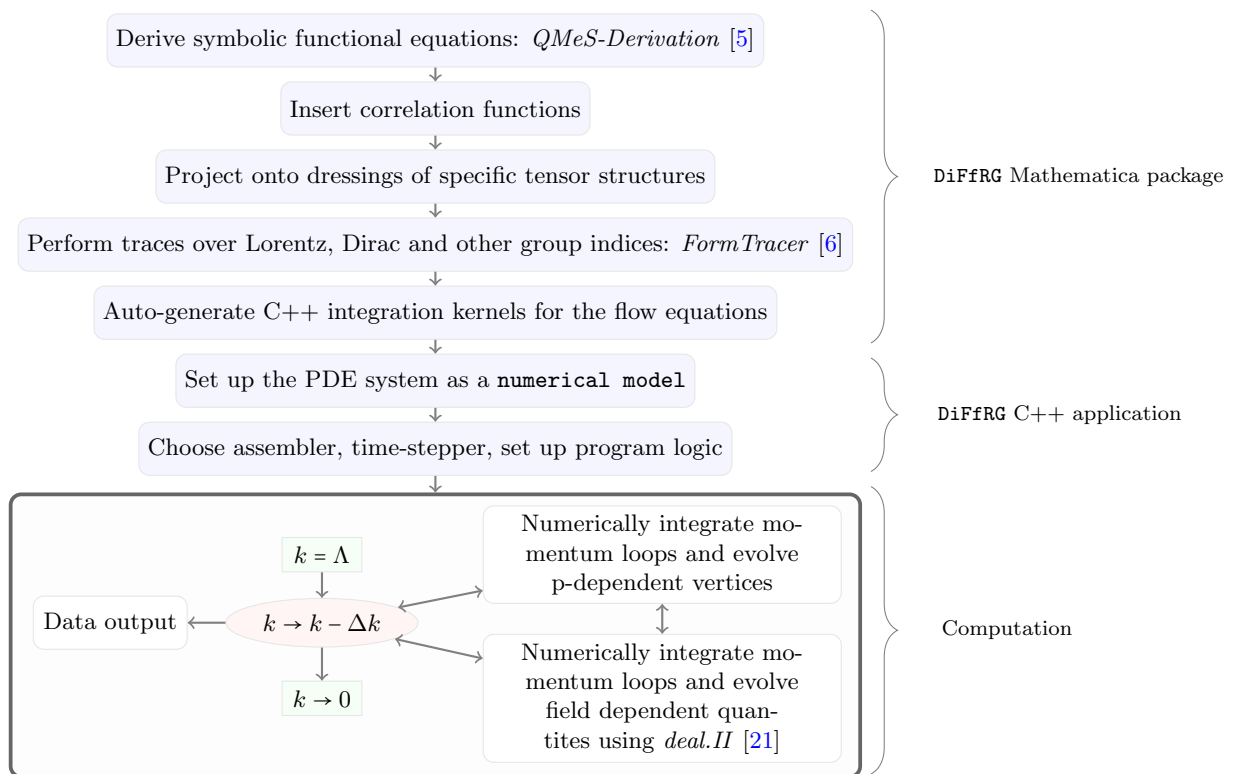 Derive symbolic functional equations: QMeS-Derivation [5]
Insert correlation functions
Project onto dressings of specific tensor structures
Perform traces over Lorentz, Dirac and other group indices: FormTracer [6]
Auto-generate C++ integration kernels for the flow equations
DiFfRG Mathematica package
Set up the PDE system as a numerical model
Choose assembler, time-stepper, set up program logic
DiFfRG C++ application
k = Λ
k → k − Δk
k → 0
Data output
Numerically integrate mo-
mentum loops and evolve
p-dependent vertices
Numerically integrate mo-
mentum loops and evolve
field dependent quan-
tites using deal.II [21]
Computation